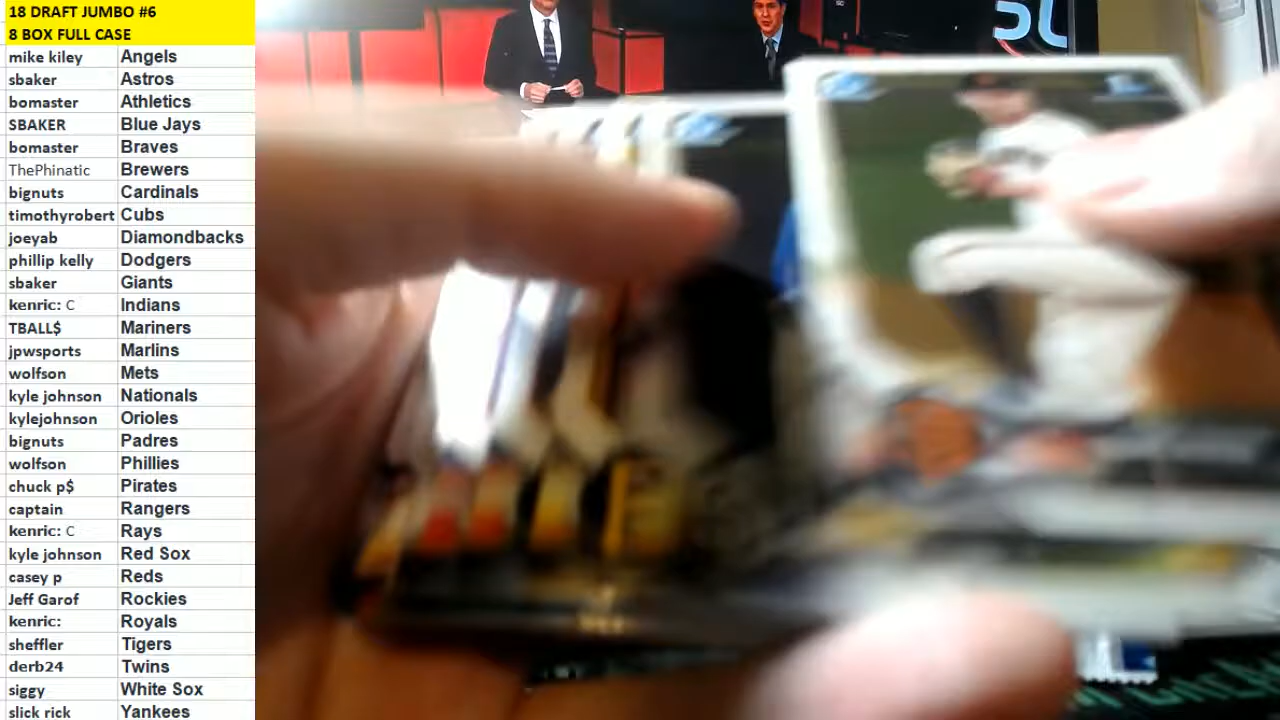 18 DRAFT JUMBO #6
8 BOX FULL CASE
mike kiley Angels
sbaker Astros
bomaster Athletics
SBAKER Blue Jays
bomaster Braves
ThePhinatic Brewers
bignuts Cardinals
timothyrobert Cubs
joeyab Diamondbacks
phillip kelly Dodgers
sbaker Giants
kenric: C Indians
TBALL$ Mariners
jpwsports Marlins
wolfson Mets
kyle johnson Nationals
kylejohnson Orioles
bignuts Padres
wolfson Phillies
chuck p$ Pirates
captain Rangers
kenric: C Rays
kyle johnson Red Sox
casey p Reds
Jeff Garof Rockies
kenric: Royals
sheffler Tigers
derb24 Twins
siggy White Sox
slick rick Yankees
SC